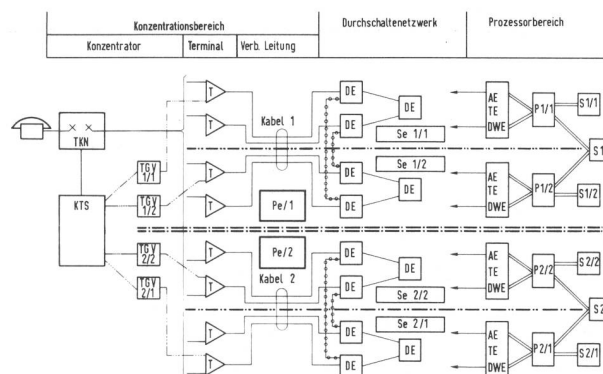 Konzentrationsbereich Durchschaltenetzwerk Prozessorbereich
Konzentrator Terminal Verb. Leitung
T DE AE S1/1
T Kabel 1 DE DE TE P1/1
TKN Se 1/1 DWE
S1
TGV 1/1 T DE Se 1/2 AE
KTS TGV 1/2 DE TE P1/2
T Pe/1 DE DWE S1/2
TGV 2/2 T Pe/2 DE AE S2/2
Kabel 2 DE TE P2/2
TGV 2/1 T DE Se 2/2 DWE
S2
T DE Se 2/1 AE
DE TE P2/1
T DE DWE S2/1